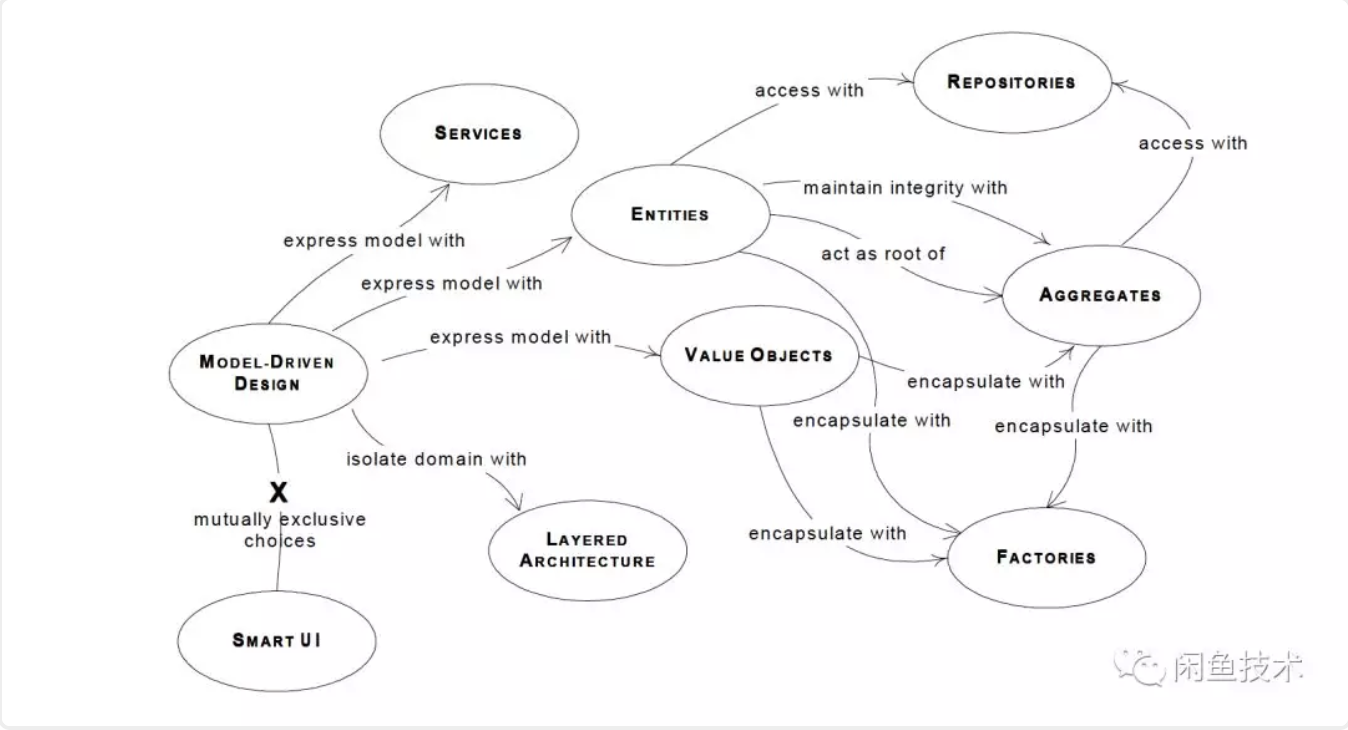 REPOSITORIES
access with
SERVICES
access with
maintain integrity with
ENTITIES
express model with
act as root of
express model with
AGGREGATES
express model with
VALUE OBJECTS
MODEL-DRIVEN
DESIGN
encapsulate with
encapsulate with
encapsulate with
isolate domain with
X
mutually exclusive
choices
encapsulate with
LAYERED
ARCHITECTURE
FACTORIES
SMART UI
闲鱼技术